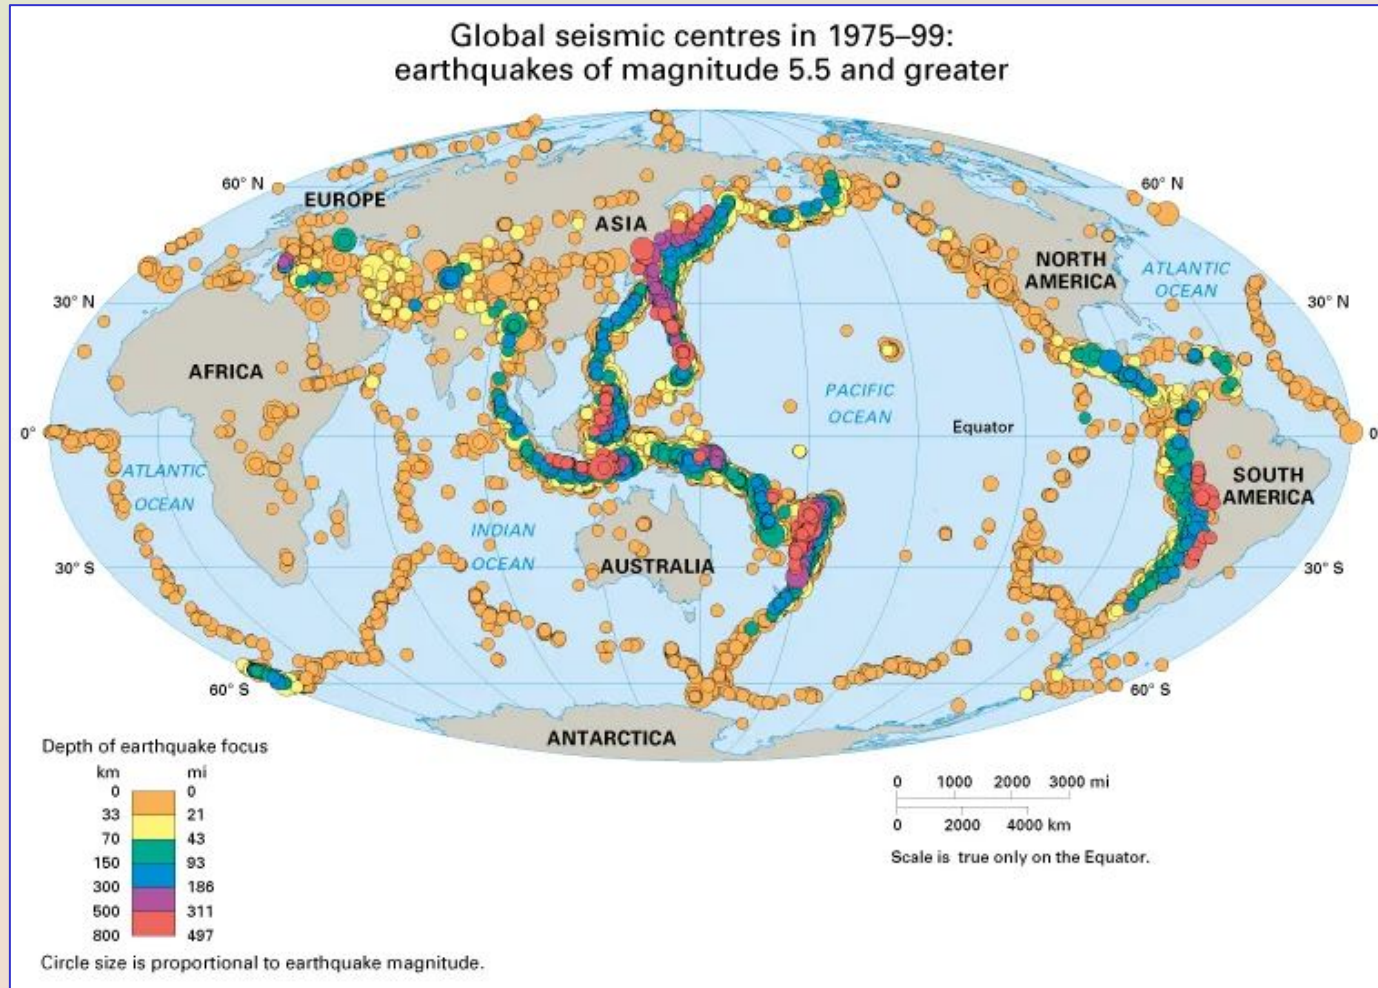 Global seismic centres in 1975–99:
earthquakes of magnitude 5.5 and greater
60° N
60° N
EUROPE
ASIA
NORTH
AMERICA
ATLANTIC
OCEAN
30° N
30° N
AFRICA
PACIFIC
OCEAN
Equator
0°
0
ATLANTIC
OCEAN
SOUTH
AMERICA
INDIAN
OCEAN
AUSTRALIA
30° S
30° S
60° S
60° S
ANTARCTICA
Depth of earthquake focus
km mi
0 0
33 21
70 43
150 93
300 186
500 311
800 497
Circle size is proportional to earthquake magnitude.
0 1000 2000 3000 mi
0 2000 4000 km
Scale is true only on the Equator.